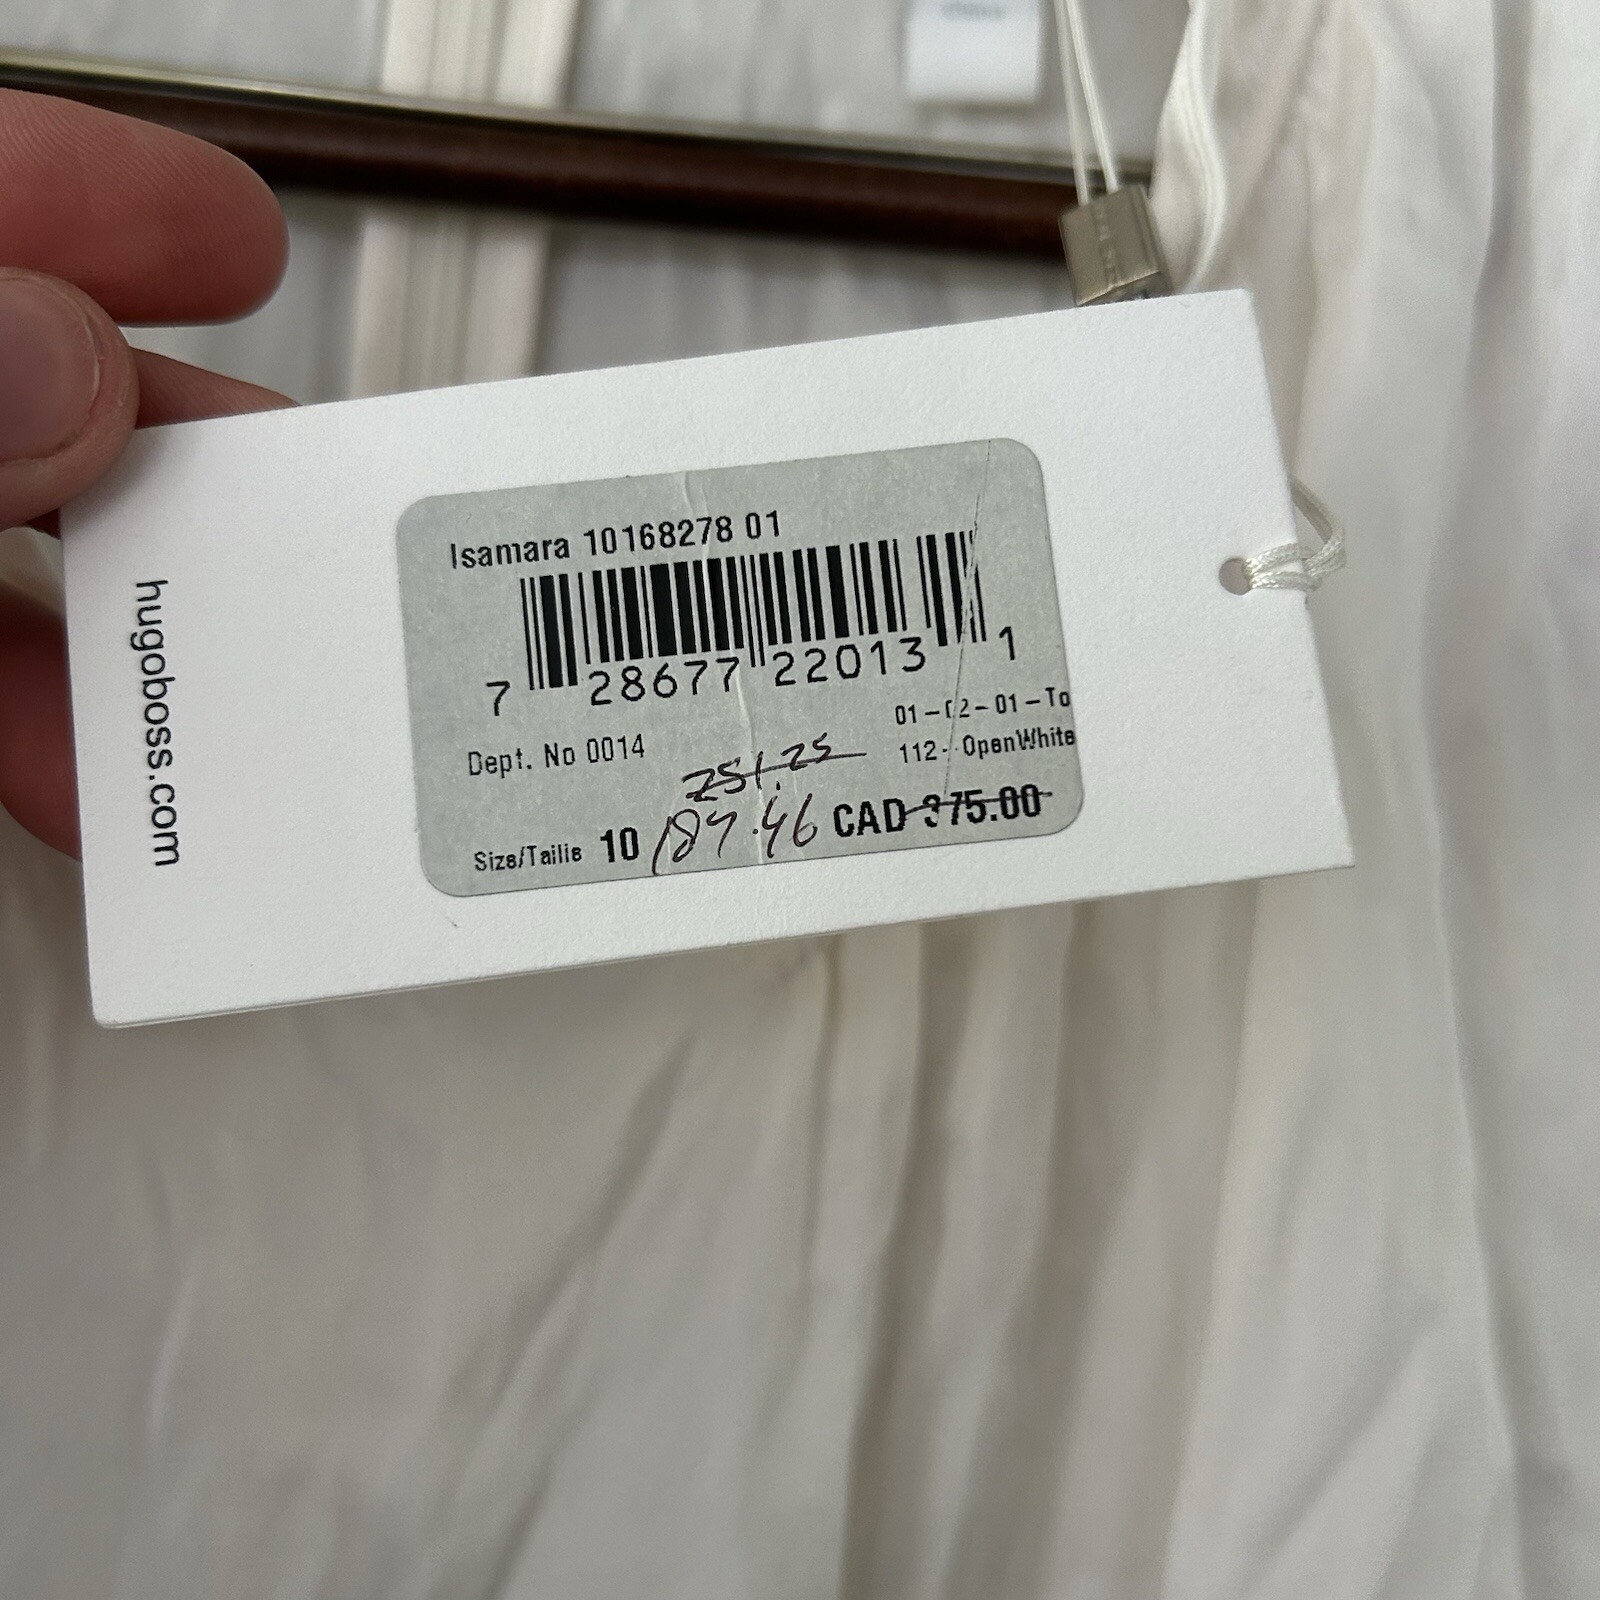 hugoboss.com
Isamara 10168278 01
7 28677 22013 1
01-02-01-To
Dept. No 0014
112- OpenWhite
251.25
Size/Taille 10 187.46 CAD 375.00